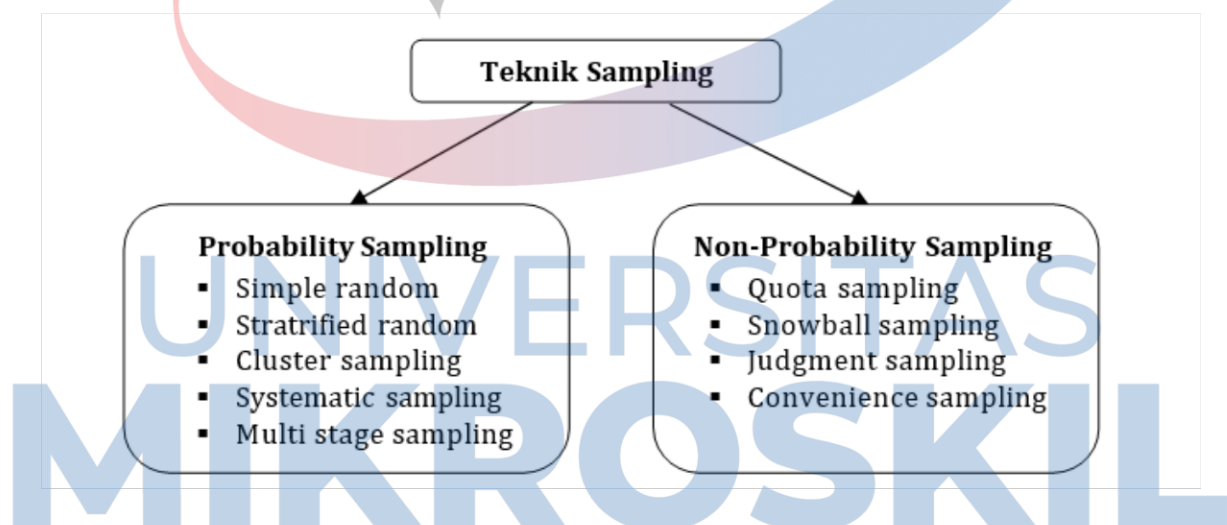 Teknik Sampling
Probability Sampling
▪ Simple random
▪ Stratrified random
▪ Cluster sampling
▪ Systematic sampling
▪ Multi stage sampling
Non-Probability Sampling
▪ Quota sampling
▪ Snowball sampling
▪ Judgment sampling
▪ Convenience sampling
UNIVERSITAS
MIKROSKIL